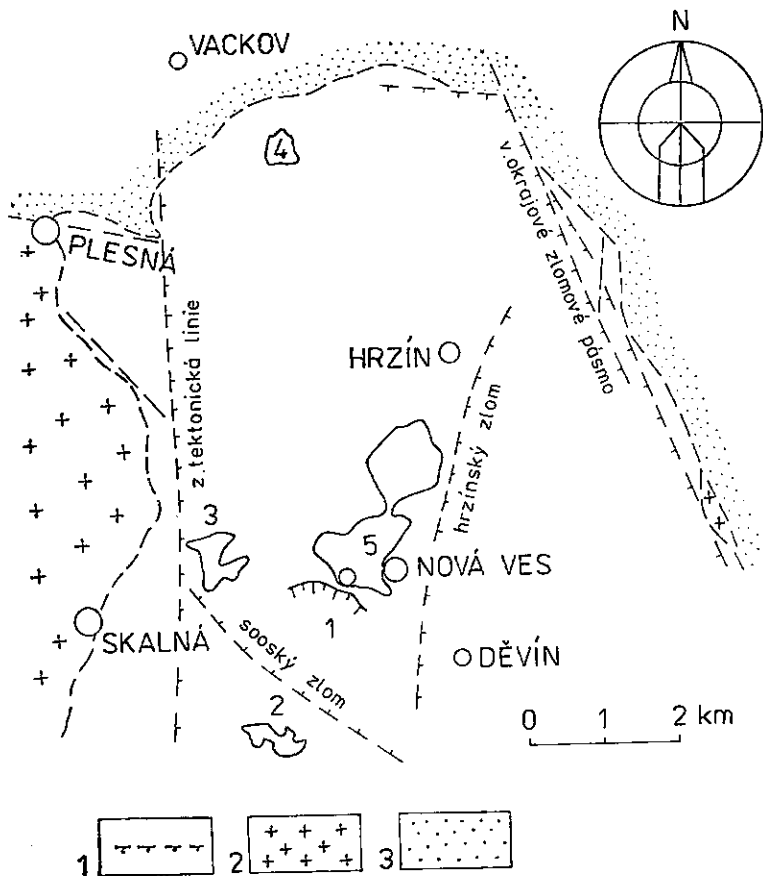 N
VACKOV
4
v. okrajové zlomové pásmo
PLESNÁ
z. tektonická linie
HRZÍN
hrzínský zlom
3
5
NOVÁ VES
1
SKALNÁ
sooský zlom
DĚVÍN
2
0 1 2 km
1 2 3